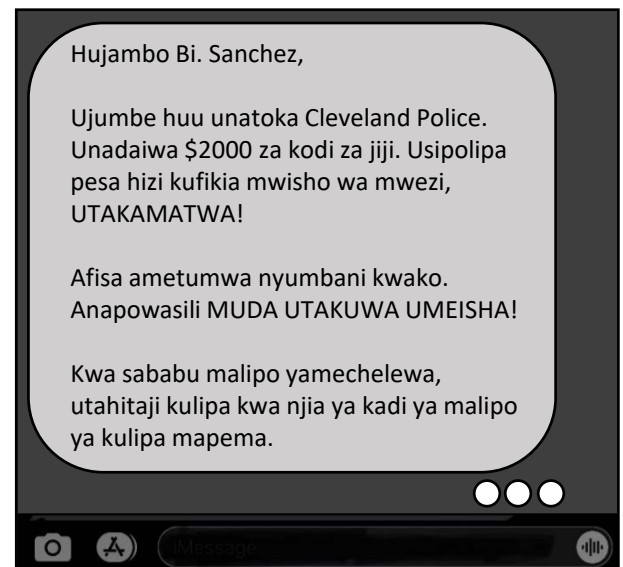 Hujambo Bi. Sanchez,
Ujumbe huu unatoka Cleveland Police.
Unadaiwa $2000 za kodi za jiji. Usipolipa
pesa hizi kufikia mwisho wa mwezi,
UTAKAMATWA!
Afisa ametumwa nyumbani kwako.
Anapowasili MUDA UTAKUWA UMEISHA!
Kwa sababu malipo yamechelewa,
utahitaji kulipa kwa njia ya kadi ya malipo
ya kulipa mapema.
iMessage